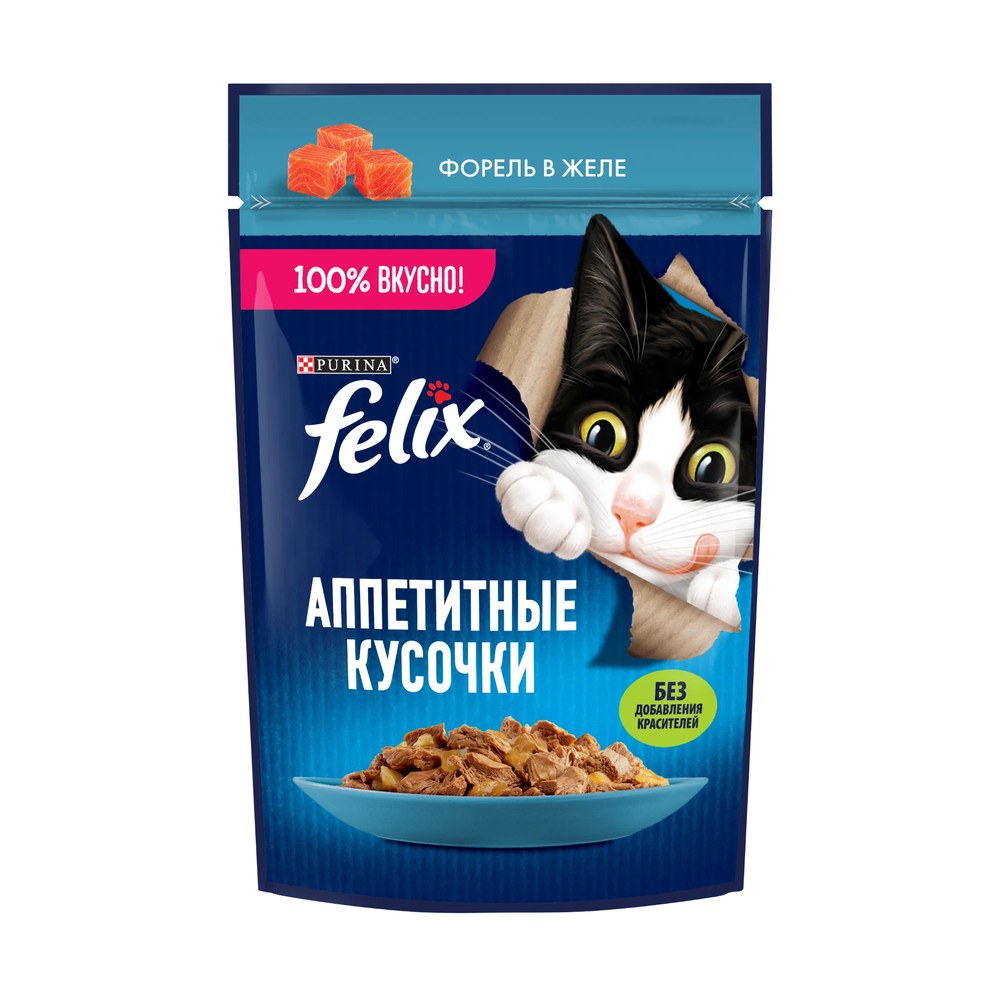 ФОРЕЛЬ В ЖЕЛЕ
100% ВКУСНО!
PURINA®
felix®
АППЕТИТНЫЕ
КУСОЧКИ
БЕЗ
ДОБАВЛЕНИЯ
КРАСИТЕЛЕЙ